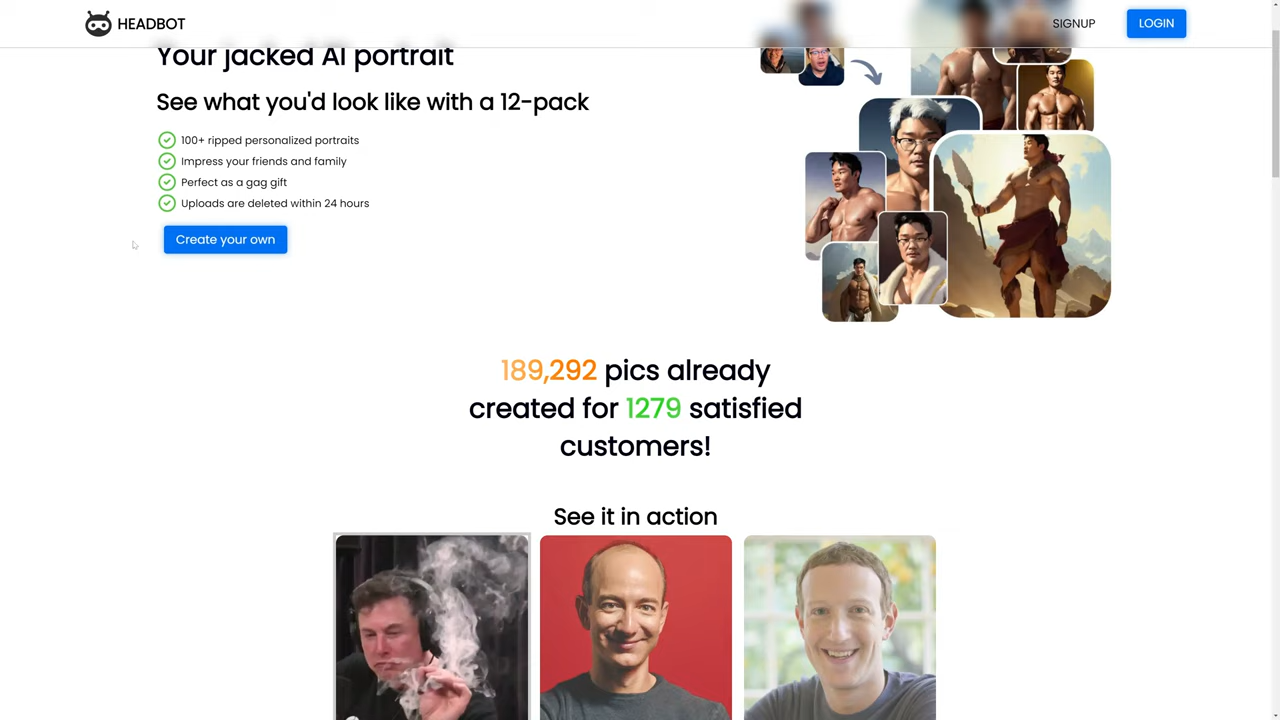 HEADBOT
SIGNUP
LOGIN
Your jacked AI portrait
See what you'd look like with a 12-pack
100+ ripped personalized portraits
Impress your friends and family
Perfect as a gag gift
Uploads are deleted within 24 hours
Create your own
189,292 pics already
created for 1279 satisfied
customers!
See it in action